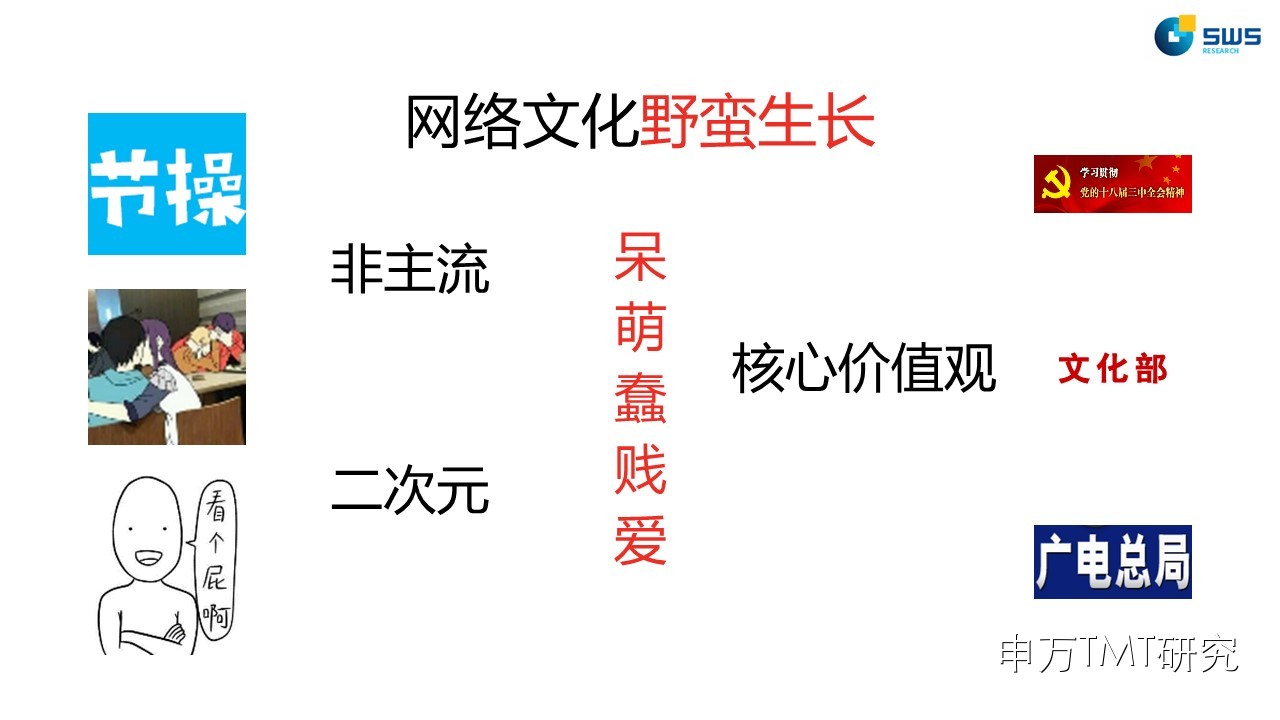 SWS
RESEARCH
网络文化野蛮生长
节操
学习贯彻
党的十八届三中全会精神
非主流
呆萌蠢贱爱
核心价值观
文化部
二次元
看个屁啊
广电总局
申万TMT研究